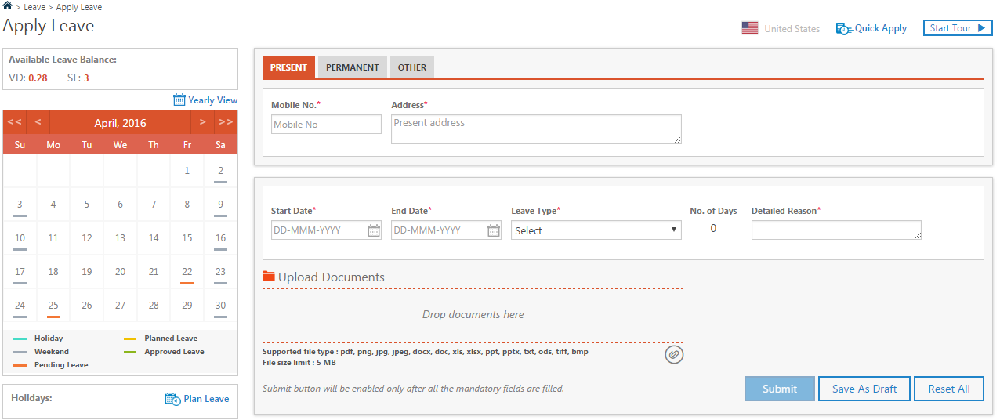 > Leave > Apply Leave
Apply Leave
United States
Quick Apply
Start Tour
Available Leave Balance:
VD: 0.28 SL: 3
Yearly View
<< < April, 2016 > >>
Su Mo Tu We Th Fr Sa
1 2
3 4 5 6 7 8 9
10 11 12 13 14 15 16
17 18 19 20 21 22 23
24 25 26 27 28 29 30
Holiday Planned Leave
Weekend Approved Leave
Pending Leave
Holidays: Plan Leave
PRESENT PERMANENT OTHER
Mobile No.* Address*
Mobile No Present address
Start Date* End Date* Leave Type* No. of Days Detailed Reason*
DD-MMM-YYYY DD-MMM-YYYY Select 0
Upload Documents
Drop documents here
Supported file type : pdf, png, jpg, jpeg, docx, doc, xls, xlsx, ppt, pptx, txt, ods, tiff, bmp
File size limit : 5 MB
Submit button will be enabled only after all the mandatory fields are filled.
Submit Save As Draft Reset All